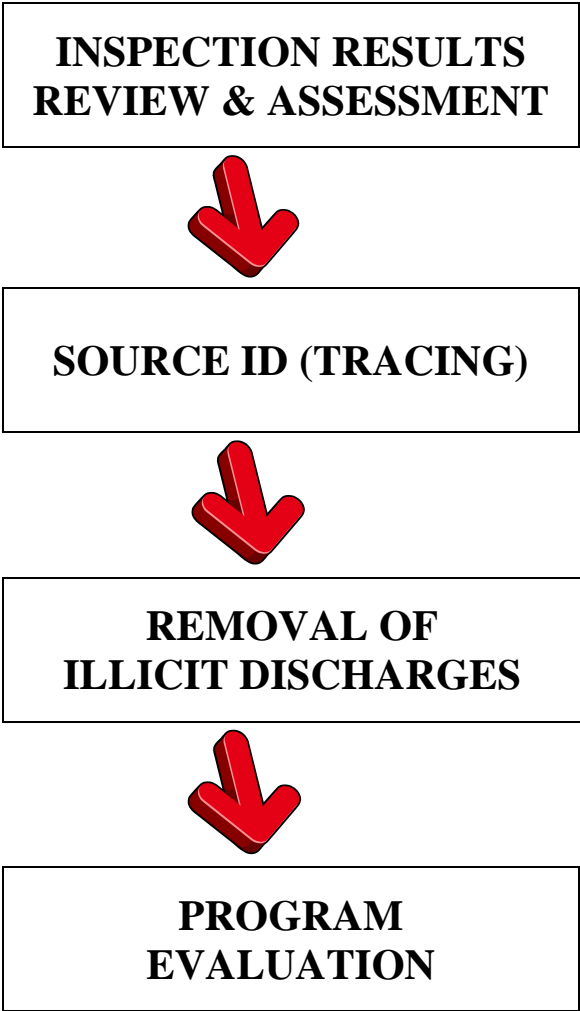 INSPECTION RESULTS
REVIEW & ASSESSMENT
SOURCE ID (TRACING)
REMOVAL OF
ILLICIT DISCHARGES
PROGRAM
EVALUATION